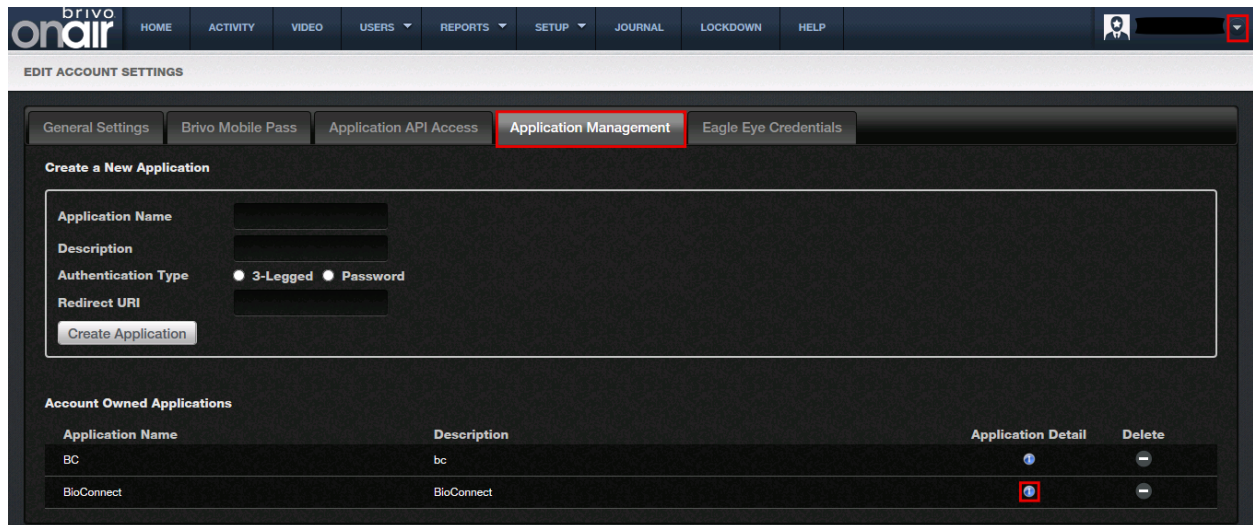 brivo
onair HOME ACTIVITY VIDEO USERS REPORTS SETUP JOURNAL LOCKDOWN HELP
EDIT ACCOUNT SETTINGS
General Settings Brivo Mobile Pass Application API Access Application Management Eagle Eye Credentials
Create a New Application
Application Name
Description
Authentication Type 3-Legged Password
Redirect URI
Create Application
Account Owned Applications
Application Name Description Application Detail Delete
BC bc
BioConnect BioConnect